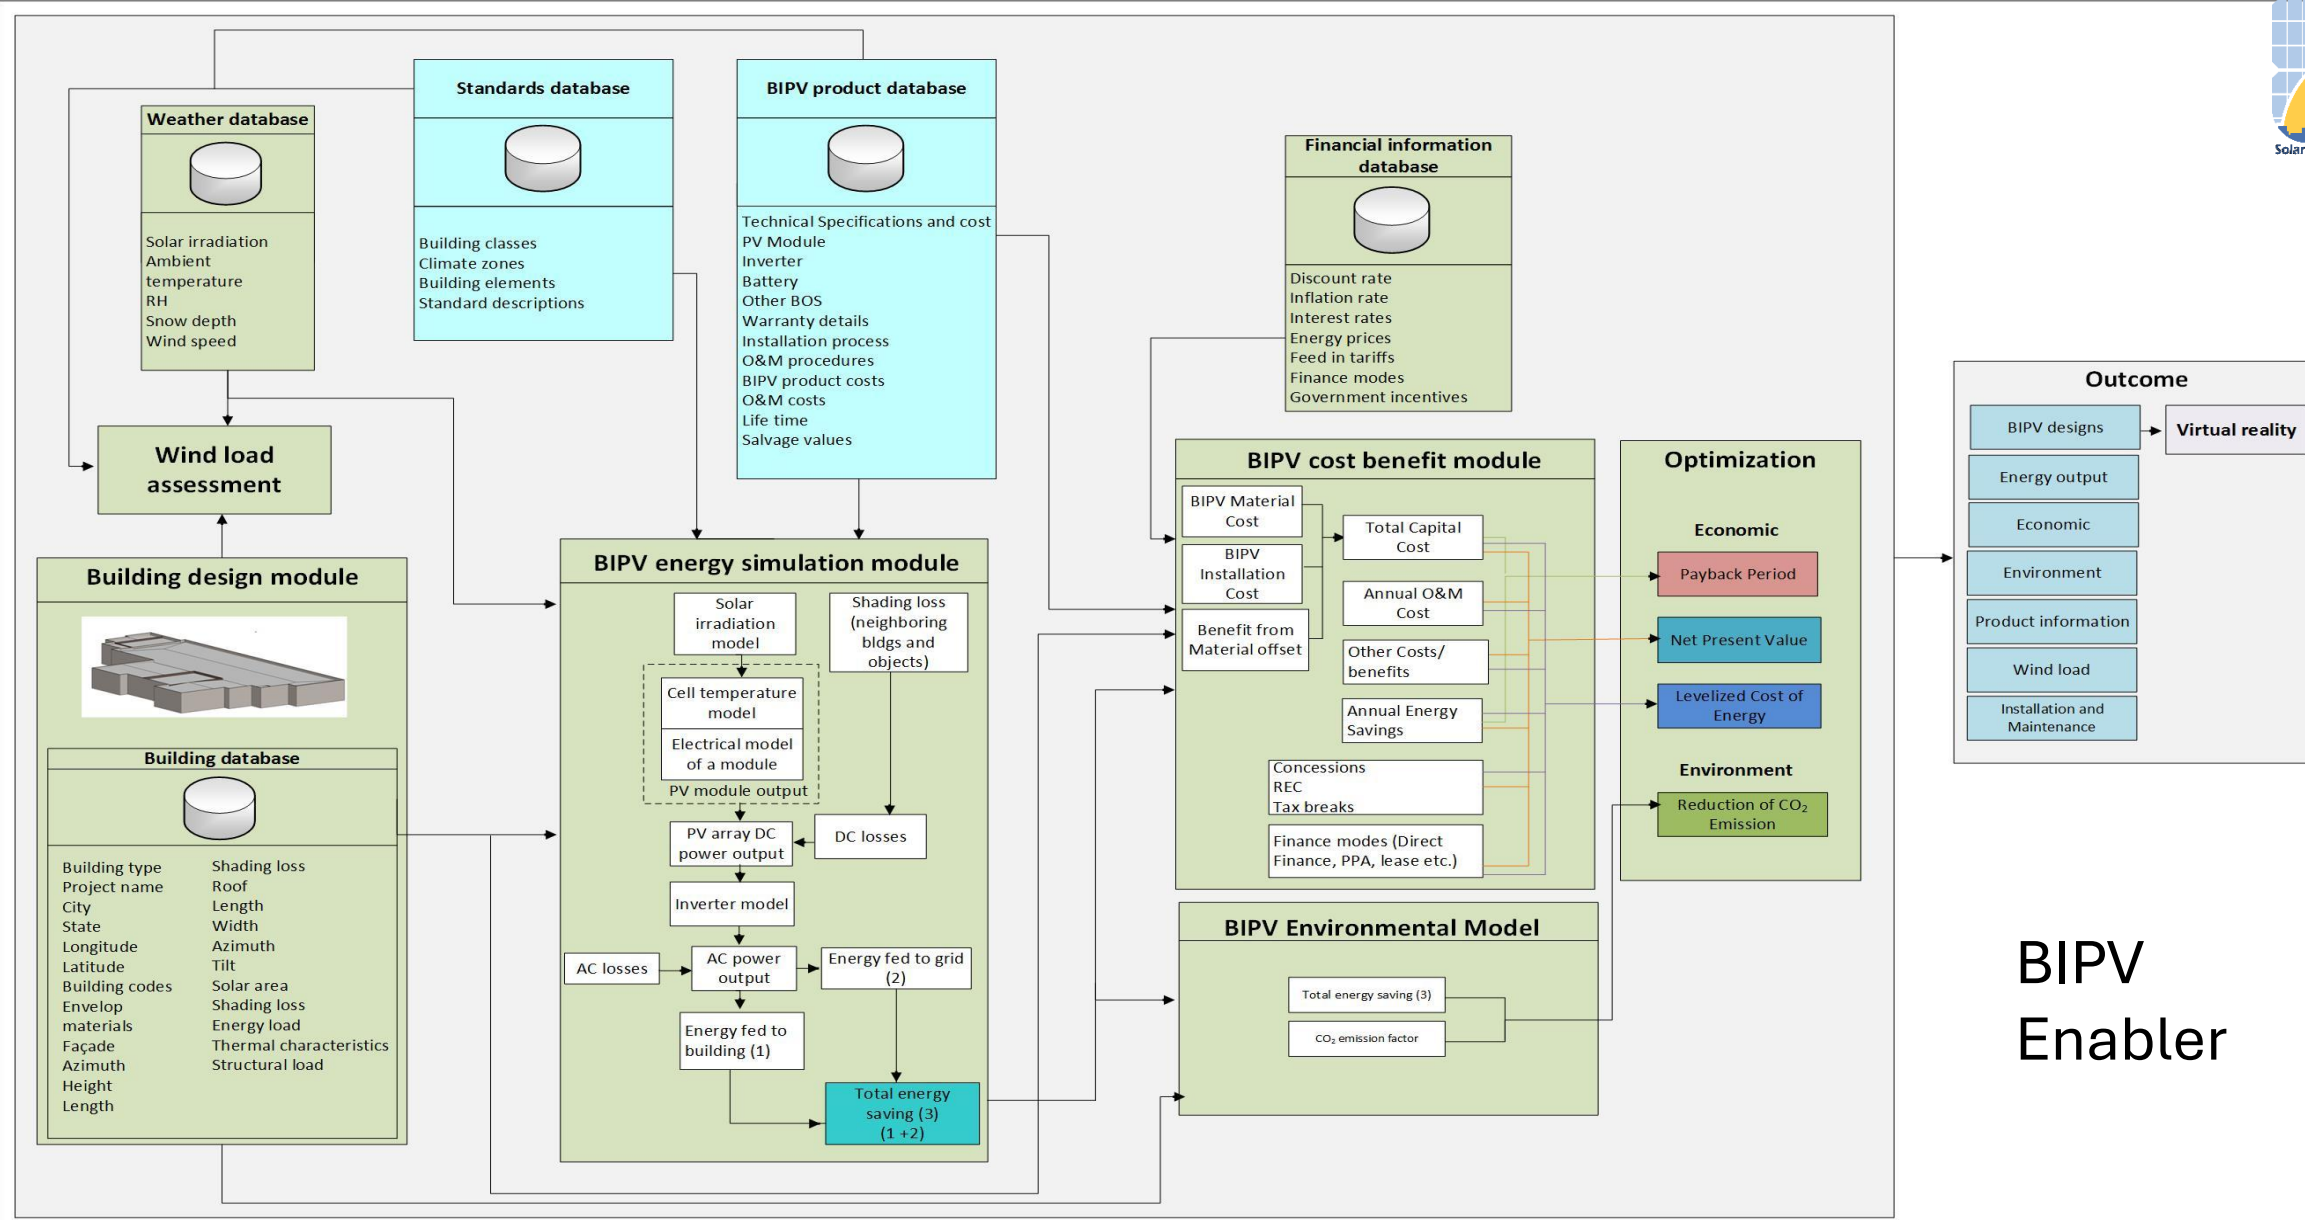 Standards database
Building classes
Climate zones
Building elements
Standard descriptions
BIPV product database
Technical Specifications and cost
PV Module
Inverter
Battery
Other BOS
Warranty details
Installation process
O&M procedures
BIPV product costs
O&M costs
Life time
Salvage values
Weather database
Solar irradiation
Ambient
temperature
RH
Snow depth
Wind speed
Financial information
database
Discount rate
Inflation rate
Interest rates
Energy prices
Feed in tariffs
Finance modes
Government incentives
Wind load
assessment
Building design module
Building database
Building type
Project name
City
State
Longitude
Latitude
Building codes
Envelop
materials
Façade
Azimuth
Height
Length
Shading loss
Roof
Length
Width
Azimuth
Tilt
Solar area
Shading loss
Energy load
Thermal characteristics
Structural load
BIPV energy simulation module
Solar
irradiation
model
Shading loss
(neighboring
bldgs and
objects)
Cell temperature
model
Electrical model
of a module
PV module output
PV array DC
power output
DC losses
Inverter model
AC losses
AC power
output
Energy fed to grid
(2)
Energy fed to
building (1)
Total energy
saving (3)
(1 +2)
BIPV cost benefit module
BIPV Material
Cost
BIPV
Installation
Cost
Benefit from
Material offset
Total Capital
Cost
Annual O&M
Cost
Other Costs/
benefits
Annual Energy
Savings
Concessions
REC
Tax breaks
Finance modes (Direct
Finance, PPA, lease etc.)
BIPV Environmental Model
Total energy saving (3)
CO₂ emission factor
Optimization
Economic
Payback Period
Net Present Value
Levelized Cost of
Energy
Environment
Reduction of CO₂
Emission
Outcome
BIPV designs
Virtual reality
Energy output
Economic
Environment
Product information
Wind load
Installation and
Maintenance
BIPV
Enabler
Solar